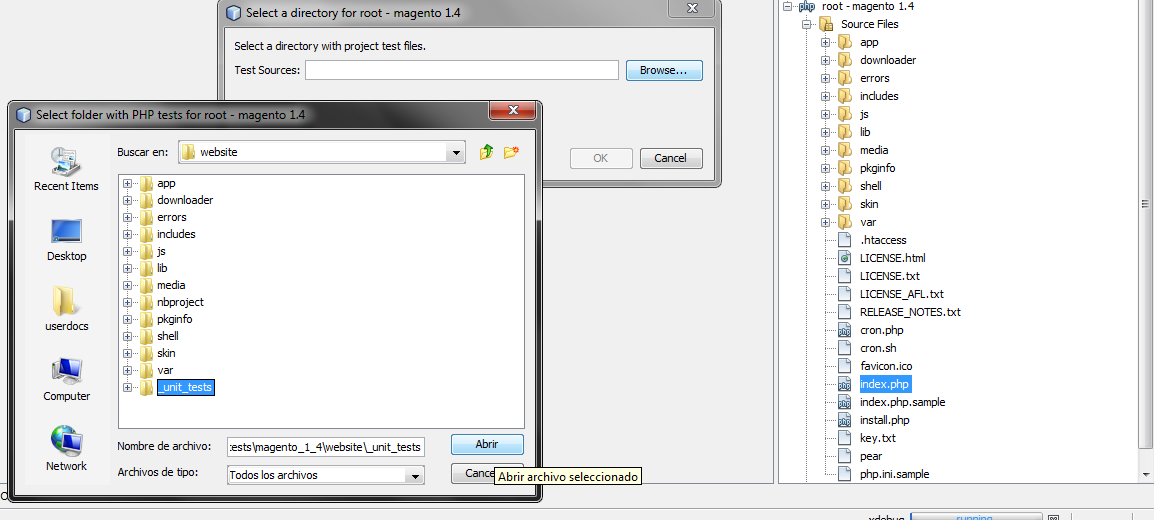 Select a directory for root - magento 1.4
Select a directory with project test files.
Test Sources:
Browse...
OK
Cancel
Select folder with PHP tests for root - magento 1.4
Buscar en:
website
Recent Items
Desktop
userdocs
Computer
Network
app
downloader
errors
includes
js
lib
media
nbproject
pkginfo
shell
skin
var
_unit_tests
Nombre de archivo:
:ests\magento_1_4\website\_unit_tests
Abrir
Archivos de tipo:
Todos los archivos
Cance
Abrir archivo seleccionado
php root - magento 1.4
Source Files
app
downloader
errors
includes
js
lib
media
pkginfo
shell
skin
var
.htaccess
LICENSE.html
LICENSE.txt
LICENSE_AFL.txt
RELEASE_NOTES.txt
cron.php
cron.sh
favicon.ico
index.php
index.php.sample
install.php
key.txt
pear
php.ini.sample
xdebug
running